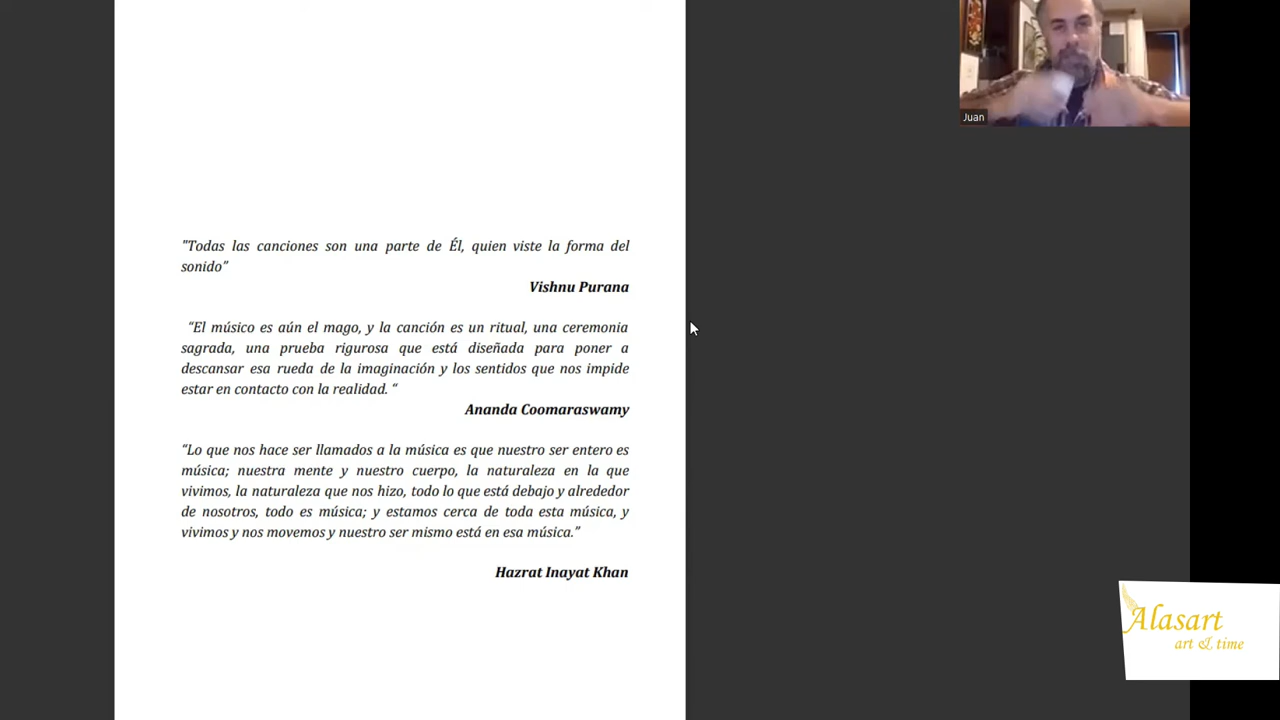 Juan
"Todas las canciones son una parte de Él, quien viste la forma del
sonido”
Vishnu Purana
“El músico es aún el mago, y la canción es un ritual, una ceremonia
sagrada, una prueba rigurosa que está diseñada para poner a
descansar esa rueda de la imaginación y los sentidos que nos impide
estar en contacto con la realidad. “
Ananda Coomaraswamy
“Lo que nos hace ser llamados a la música es que nuestro ser entero es
música; nuestra mente y nuestro cuerpo, la naturaleza en la que
vivimos, la naturaleza que nos hizo, todo lo que está debajo y alrededor
de nosotros, todo es música; y estamos cerca de toda esta música, y
vivimos y nos movemos y nuestro ser mismo está en esa música.”
Hazrat Inayat Khan
Alasart
art & time